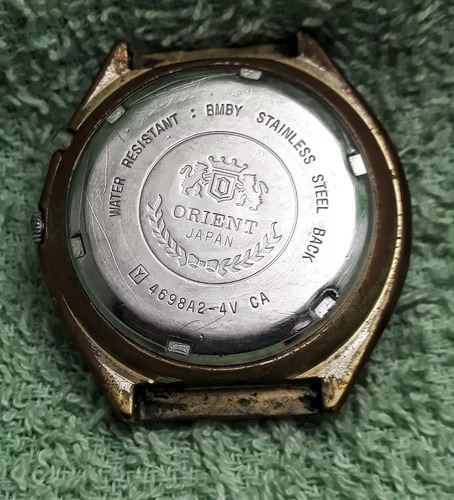 WATER RESISTANT : BMBY STAINLESS STEEL BACK
ORIENT
JAPAN
Y 4698A2-4V CA